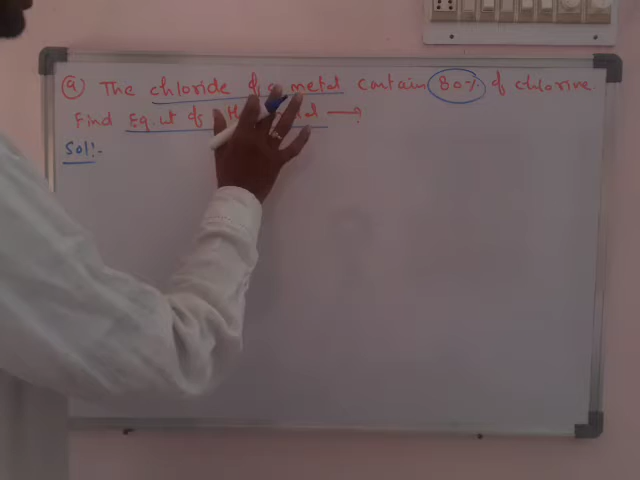 Q) The chloride of a metal contain 80% of chlorine.
Find Eq. wt of
Sol:-